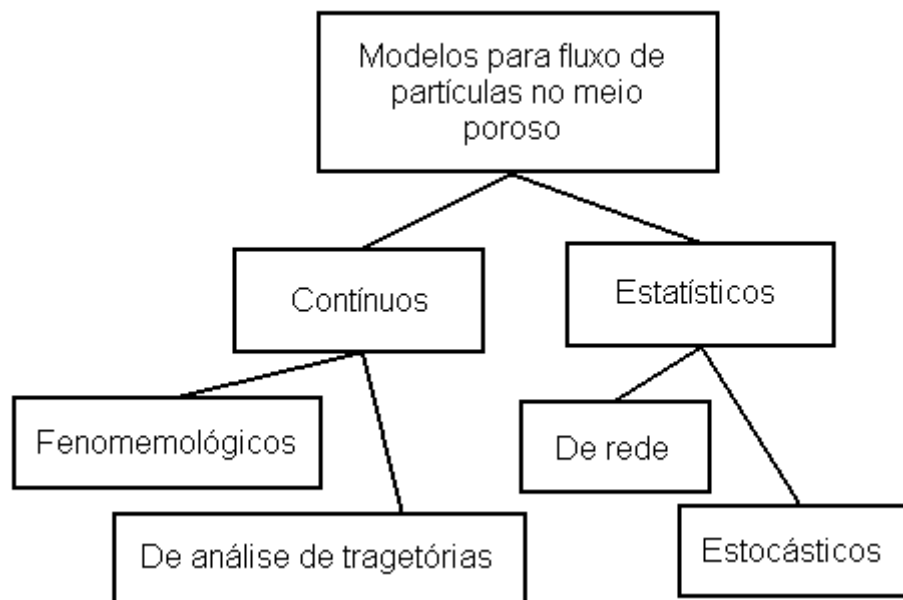 Modelos para fluxo de
partículas no meio
poroso
Contínuos
Estatísticos
Fenomemológicos
De rede
De análise de tragetórias
Estocásticos